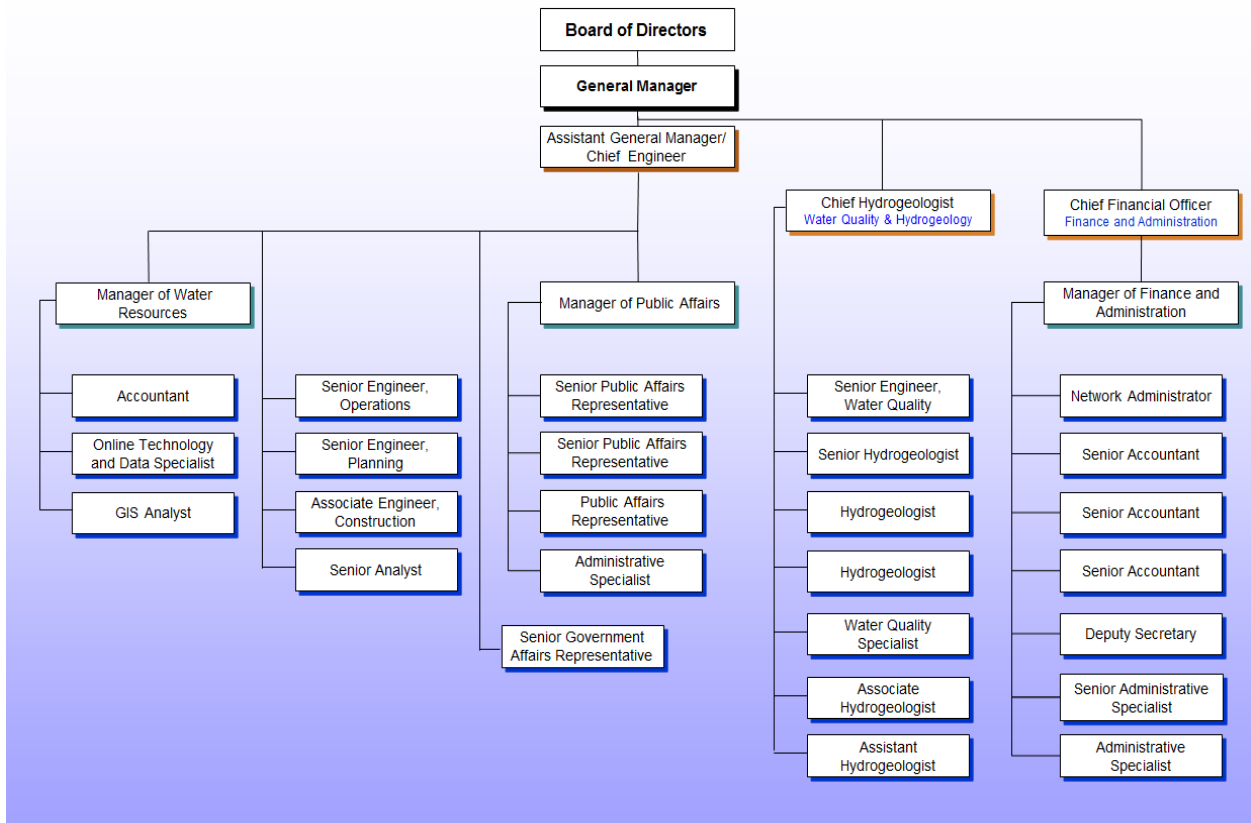 Board of Directors
General Manager
Assistant General Manager/
Chief Engineer
Chief Hydrogeologist
Water Quality & Hydrogeology
Chief Financial Officer
Finance and Administration
Manager of Water
Resources
Manager of Public Affairs
Manager of Finance and
Administration
Accountant
Online Technology
and Data Specialist
GIS Analyst
Senior Engineer,
Operations
Senior Engineer,
Planning
Associate Engineer,
Construction
Senior Analyst
Senior Public Affairs
Representative
Senior Public Affairs
Representative
Public Affairs
Representative
Administrative
Specialist
Senior Government
Affairs Representative
Senior Engineer,
Water Quality
Senior Hydrogeologist
Hydrogeologist
Hydrogeologist
Water Quality
Specialist
Associate
Hydrogeologist
Assistant
Hydrogeologist
Network Administrator
Senior Accountant
Senior Accountant
Senior Accountant
Deputy Secretary
Senior Administrative
Specialist
Administrative
Specialist